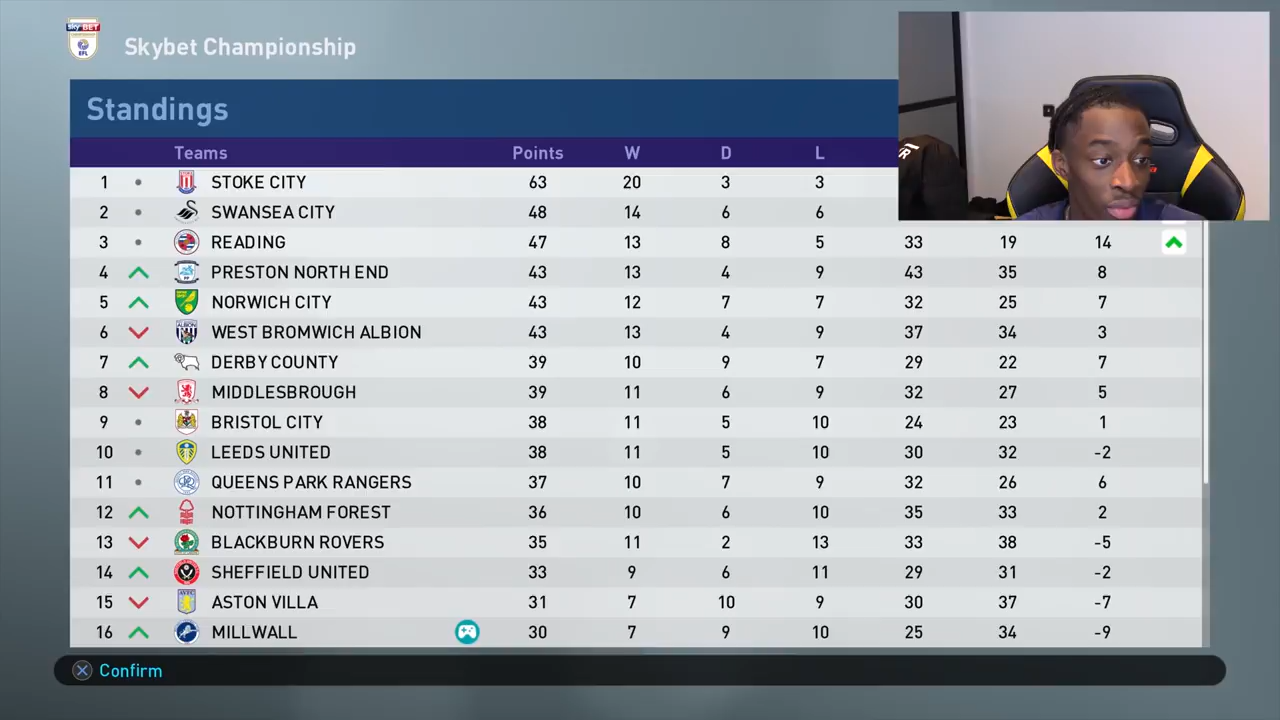 sky BET
EFL
Skybet Championship
Standings
Teams Points W D L
1 STOKE CITY 63 20 3 3
2 SWANSEA CITY 48 14 6 6
3 READING 47 13 8 5 33 19 14
4 PRESTON NORTH END 43 13 4 9 43 35 8
5 NORWICH CITY 43 12 7 7 32 25 7
6 WEST BROMWICH ALBION 43 13 4 9 37 34 3
7 DERBY COUNTY 39 10 9 7 29 22 7
8 MIDDLESBROUGH 39 11 6 9 32 27 5
9 BRISTOL CITY 38 11 5 10 24 23 1
10 LEEDS UNITED 38 11 5 10 30 32 -2
11 QUEENS PARK RANGERS 37 10 7 9 32 26 6
12 NOTTINGHAM FOREST 36 10 6 10 35 33 2
13 BLACKBURN ROVERS 35 11 2 13 33 38 -5
14 SHEFFIELD UNITED 33 9 6 11 29 31 -2
15 ASTON VILLA 31 7 10 9 30 37 -7
16 MILLWALL 30 7 9 10 25 34 -9
Confirm